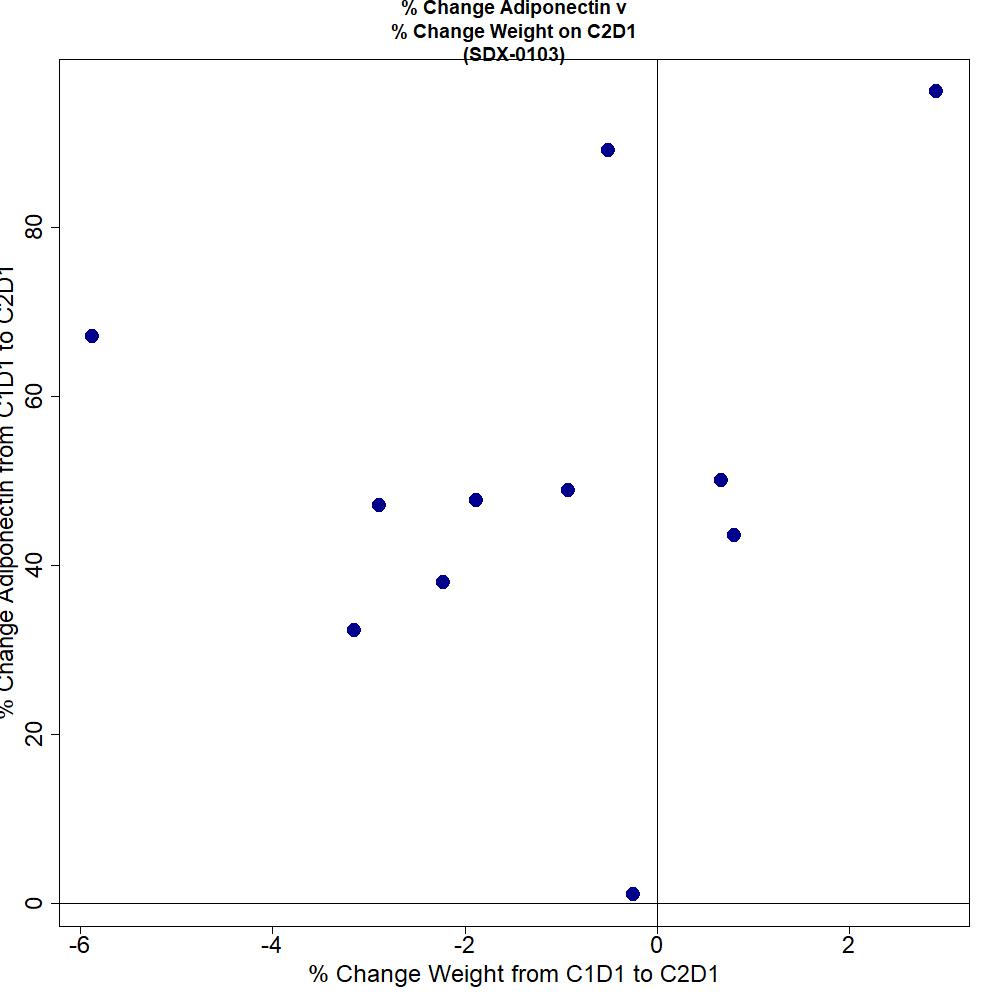 % Change Adiponectin v
% Change Weight on C2D1
(SDX-0103)
% Change Adiponectin from C1D1 to C2D1
80
60
40
20
0
-6 -4 -2 0 2
% Change Weight from C1D1 to C2D1